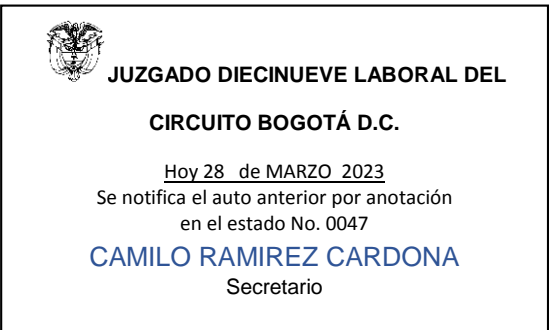 JUZGADO DIECINUEVE LABORAL DEL
CIRCUITO BOGOTÁ D.C.
Hoy 28 de MARZO 2023
Se notifica el auto anterior por anotación
en el estado No. 0047
CAMILO RAMIREZ CARDONA
Secretario